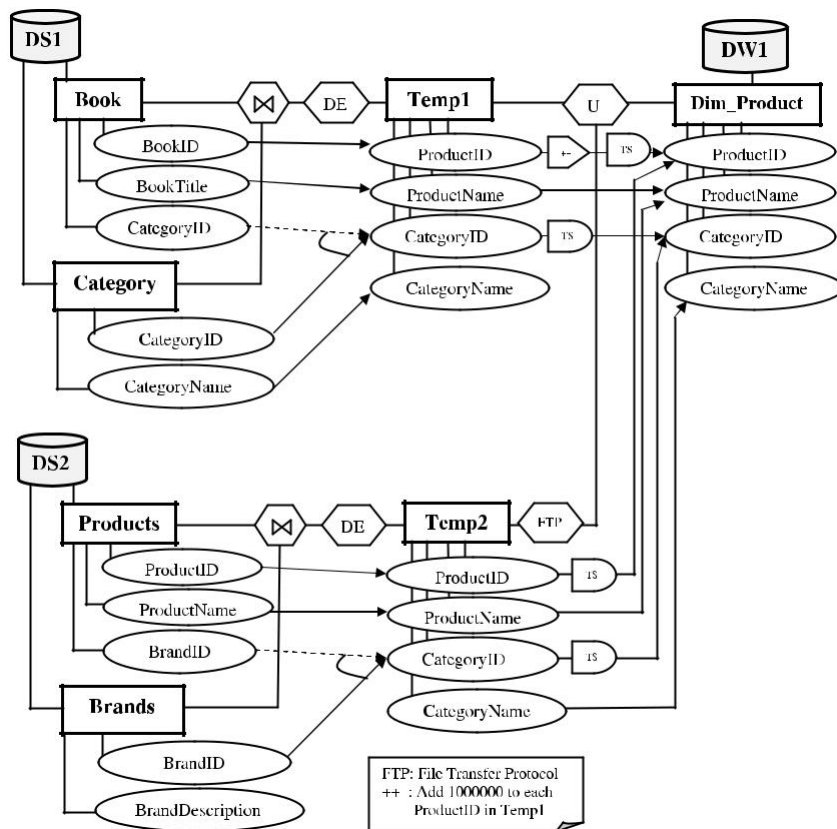 DS1
DW1
Book
DE
Temp1
U
Dim_Product
BookID
ProductID
+-
TS
ProductID
BookTitle
ProductName
ProductName
CategoryID
CategoryID
TS
CategoryID
Category
CategoryName
CategoryName
CategoryID
CategoryName
DS2
Products
DE
Temp2
FTP
ProductID
ProductID
TS
ProductName
ProductName
BrandID
CategoryID
TS
Brands
CategoryName
BrandID
BrandDescription
FTP: File Transfer Protocol
++ : Add 1000000 to each
ProductID in Temp1